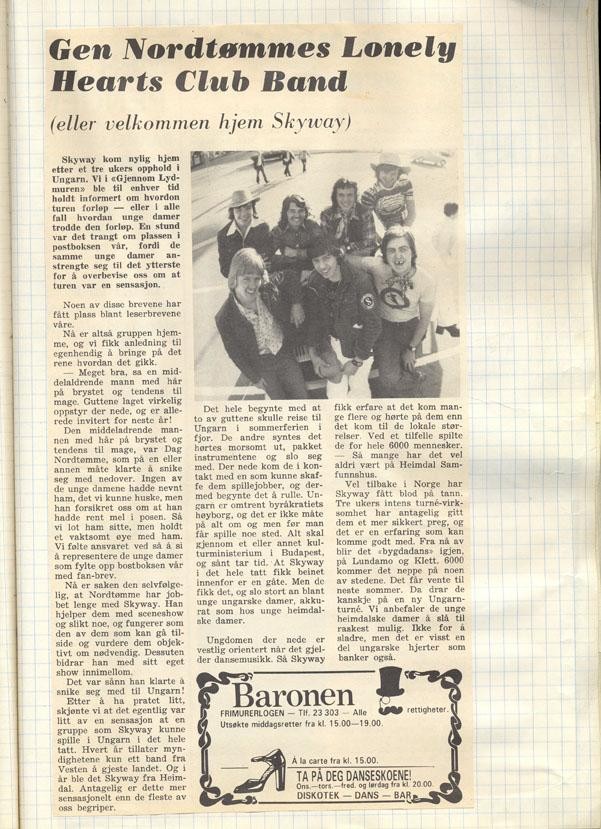 Gen Nordtømmes Lonely
Hearts Club Band
(eller velkommen hjem Skyway)
Skyway kom nylig hjem
etter et tre ukers opphold i
Ungarn. Vi i «Gjennom Lyd-
muren» ble til enhver tid
holdt informert om hvordon
turen forløp — eller i alle
fall hvordan unge damer
trodde den forløp. En stund
var det trangt om plassen i
postboksen vår, fordi de
samme unge damer an-
strengte seg til det ytterste
for å overbevise oss om at
turen var en sensasjon.
Noen av disse brevene har
fått plass blant leserbrevene
våre.
Nå er altså gruppen hjem-
me, og vi fikk anledning til
egenhendig å bringe på det
rene hvordan det gikk.
— Meget bra, sa en mid-
delaldrende mann med hår
på brystet og tendens til
mage. Guttene laget virkelig
oppstyr der nede, og er alle-
rede invitert for neste år!
Den middeladrende man-
nen med hår på brystet og
tendens til mage, var Dag
Nordtømme, som på en eller
annen måte klarte å snike
seg med nedover. Ingen av
de unge damene hadde nevnt
ham, det vi kunne huske, men
han forsikret oss om at han
hadde rent mel i posen. Så
vi lot ham sitte, men holdt
et vaktsomt øye med ham.
Vi følte ansvaret ved så å si
å representere de unge damer
som fylte opp postboksen vår
med fan-brev.
Nå er saken den selvfølge-
lig, at Nordtømme har job-
bet lenge med Skyway. Han
hjelper dem med sceneshow
og slikt noe, og fungerer som
den av dem som kan gå til-
side og vurdere dem objek-
tivt om nødvendig. Dessuten
bidrar han med sitt eget
show innimellom.
Det var sånn han klarte å
snike seg med til Ungarn!
Etter å ha pratet litt,
skjønte vi at det egentlig var
litt av en sensasjon at en
gruppe som Skyway kunne
spille i Ungarn i det hele
tatt. Hvert år tillater myn-
dighetene kun ett band fra
Vesten å gjeste landet. Og i
år ble det Skyway fra Heim-
dal. Antagelig er dette mer
sensasjonelt enn de fleste av
oss begriper.
Det hele begynte med at
to av guttene skulle reise til
Ungarn i sommerferien i
fjor. De andre syntes det
hørtes morsomt ut, pakket
instrumentene og slo seg
med. Der nede kom de i kon-
takt med en som kunne skaf-
fe dem spillejobber, og der-
med begynte det å rulle. Un-
garn er omtrent byråkratiets
høyborg, og det er ikke måte
på alt om og men før man
får spille noe sted. Alt skal
gjennom et eller annet kul-
turministerium i Budapest,
og sånt tar tid. At Skyway
i det hele tatt fikk beinet
innenfor er en gåte. Men de
fikk det, og slo stort an blant
unge ungarske damer, akku-
rat som hos unge heimdal-
ske damer.
Ungdommen der nede er
vestlig orientert når det gjel-
der dansemusikk. Så Skyway
fikk erfare at det kom man-
ge flere og hørte på dem enn
det kom til de lokale stør-
relser. Ved et tilfelle spilte
de for hele 6000 mennesker.
— Så mange har det vel
aldri vært på Heimdal Sam-
funnshus.
Vel tilbake i Norge har
Skyway fått blod på tann.
Tre ukers intens turné-virk-
somhet har antagelig gitt
dem et mer sikkert preg, og
det er en erfaring som kan
komme godt med. Fra nå av
blir det «bygdadans» igjen,
på Lundamo og Klett. 6000
kommer det neppe på noen
av stedene. Det får vente til
neste sommer. Da drar de
kanskje på en ny Ungarn-
turné. Vi anbefaler de unge
heimdalske damer å slå til
raskest mulig. Ikke for å
sladre, men det er visst en
del ungarske hjerter som
banker også.
Baronen
FRIMURERLOGEN — Tlf. 23 303 — Alle rettigheter.
Utsøkte middagsretter fra kl. 15.00—19.00.
À la carte fra kl. 15.00.
TA PÅ DEG DANSESKOENE!
Ons.—tors.—fred. og lørdag fra kl. 20.00.
DISKOTEK — DANS — BAR